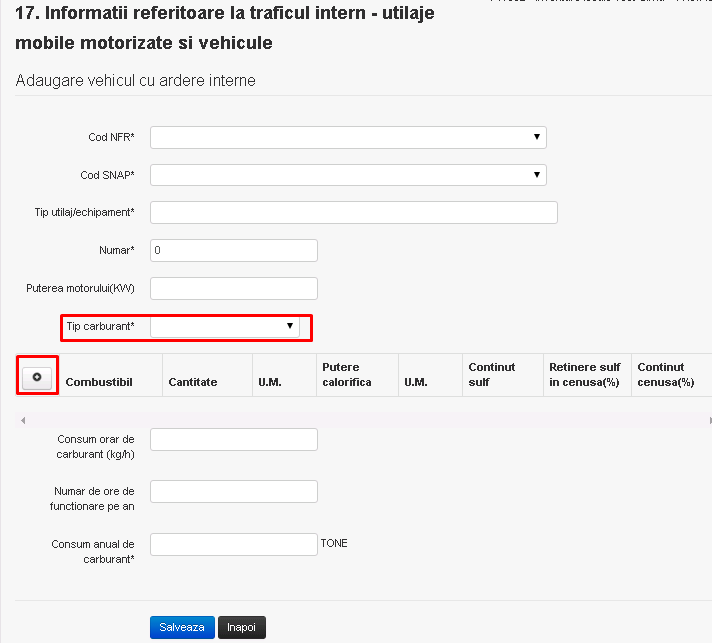 17. Informatii referitoare la traficul intern - utilaje
mobile motorizate si vehicule
Adaugare vehicul cu ardere interne
Cod NFR*
Cod SNAP*
Tip utilaj/echipament*
Numar* 0
Puterea motorului(KW)
Tip carburant*
Combustibil Cantitate U.M. Putere calorifica U.M. Continut sulf Retinere sulf in cenusa(%) Continut cenusa(%)
Consum orar de
carburant (kg/h)
Numar de ore de
functionare pe an
Consum anual de
carburant* TONE
Salveaza Inapoi